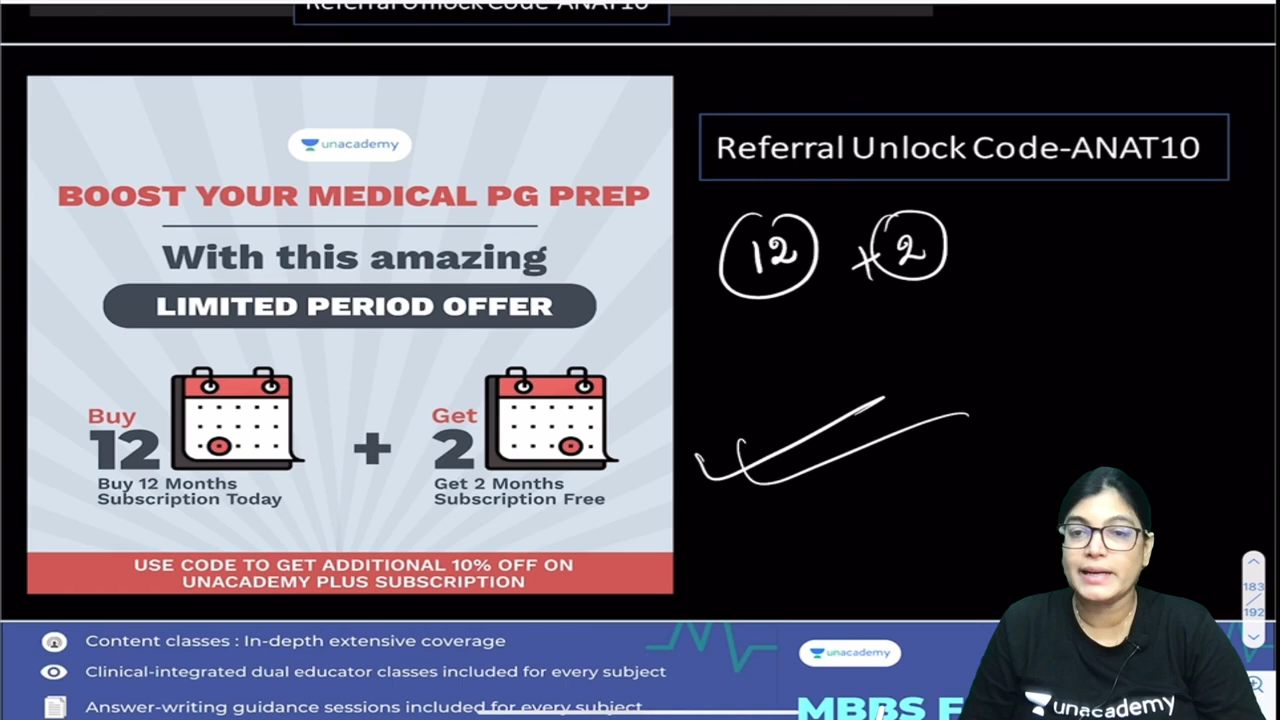 Referral Unlock Code-ANAT10
unacademy
BOOST YOUR MEDICAL PG PREP
With this amazing
LIMITED PERIOD OFFER
Buy
12
Buy 12 Months
Subscription Today
+
Get
2
Get 2 Months
Subscription Free
USE CODE TO GET ADDITIONAL 10% OFF ON
UNACADEMY PLUS SUBSCRIPTION
Referral Unlock Code-ANAT10
12 + 2
Content classes : In-depth extensive coverage
Clinical-integrated dual educator classes included for every subject
Answer-writing guidance sessions included for every subject
unacademy
MBBS
unacademy
183
192